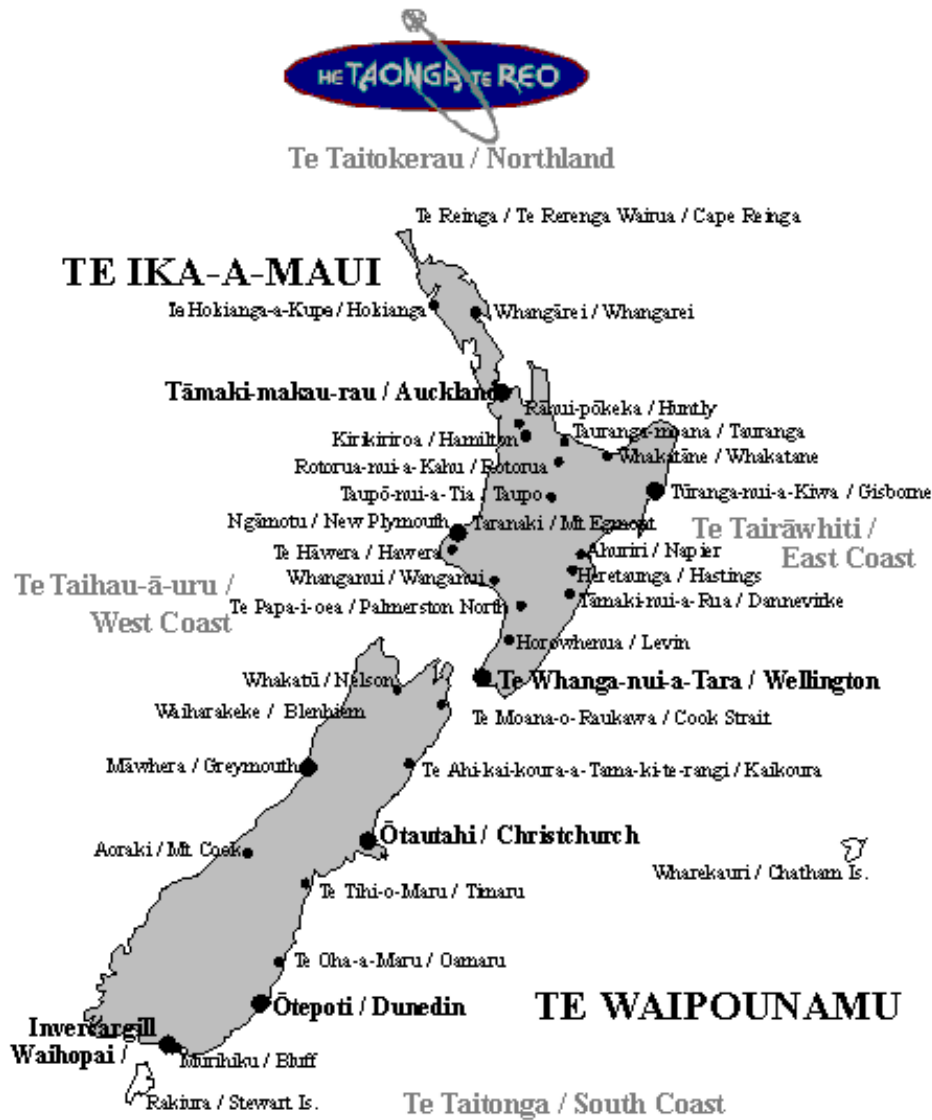 HE TAONGA TE REO
Te Taitokerau / Northland
Te Reinga / Te Rerenga Wairua / Cape Reinga
TE IKA-A-MAUI
Te Hokianga-a-Kupe / Hokianga
Whangārei / Whangarei
Tāmaki-makau-rau / Auckland
Rāhui-pōkeka / Huntly
Kirikiriroa / Hamilton
Tauranga-moana / Tauranga
Rotorua-nui-a-Kahu / Rotorua
Whakatāne / Whakatane
Taupō-nui-a-Tia / Taupo
Tūranga-nui-a-Kiwa / Gisborne
Ngāmotu / New Plymouth
Taranaki / Mt Egmont
Te Tairāwhiti /
East Coast
Te Hāwera / Hawera
Ahuriri / Napier
Te Taihau-ā-uru /
West Coast
Whanganui / Wanganui
Heretaunga / Hastings
Te Papa-i-oea / Palmerston North
Tāmaki-nui-a-Rua / Dannevirke
Horowhenua / Levin
Whakatū / Nelson
Te Whanga-nui-a-Tara / Wellington
Waiharakeke / Blenhiem
Te Moana-o-Raukawa / Cook Strait
Māwhera / Greymouth
Te Ahi-kai-koura-a-Tama-ki-te-rangi / Kaikoura
Ōtautahi / Christchurch
Aoraki / Mt Cook
Wharekauri / Chatham Is.
Te Tihi-o-Maru / Timaru
Te Oha-a-Maru / Oamaru
Ōtepoti / Dunedin
TE WAIPOUNAMU
Invercargill
Waihopai /
Murihiku / Bluff
Rakiura / Stewart Is.
Te Taitonga / South Coast